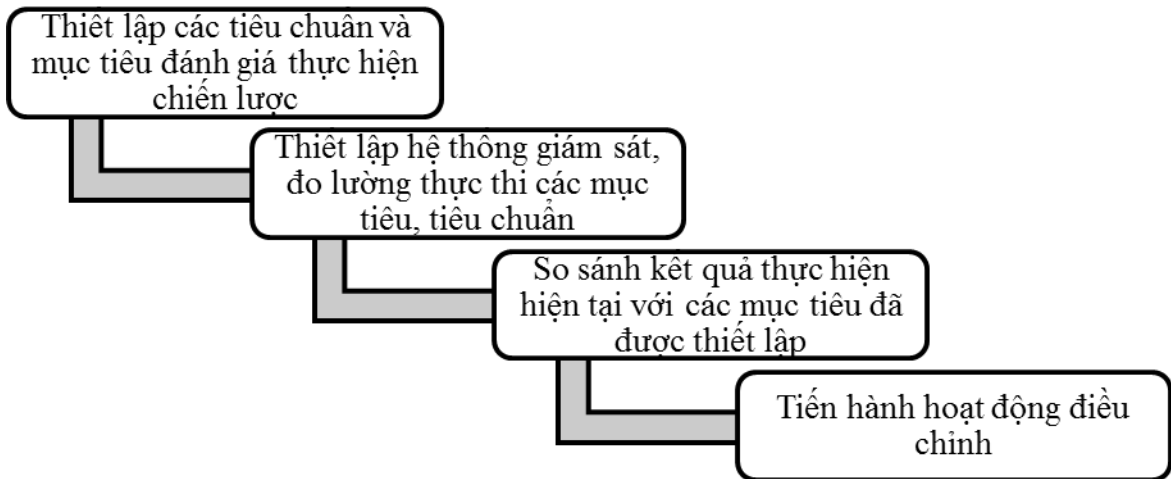 Thiết lập các tiêu chuẩn và
mục tiêu đánh giá thực hiện
chiến lược
Thiết lập hệ thống giám sát,
đo lường thực thi các mục
tiêu, tiêu chuẩn
So sánh kết quả thực hiện
hiện tại với các mục tiêu đã
được thiết lập
Tiến hành hoạt động điều
chỉnh